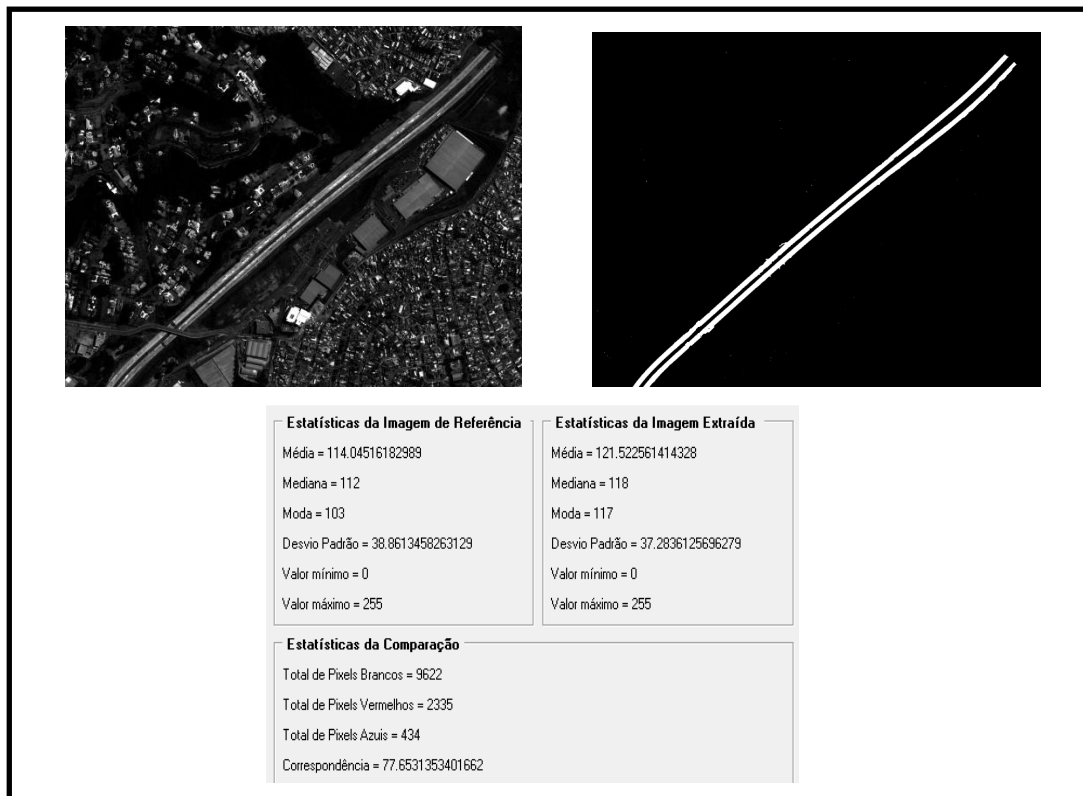 Estatísticas da Imagem de Referência
Média = 114.04516182989
Mediana = 112
Moda = 103
Desvio Padrão = 38.8613458263129
Valor mínimo = 0
Valor máximo = 255
Estatísticas da Imagem Extraída
Média = 121.522561414328
Mediana = 118
Moda = 117
Desvio Padrão = 37.2836125696279
Valor mínimo = 0
Valor máximo = 255
Estatísticas da Comparação
Total de Pixels Brancos = 9622
Total de Pixels Vermelhos = 2335
Total de Pixels Azuis = 434
Correspondência = 77.6531353401662